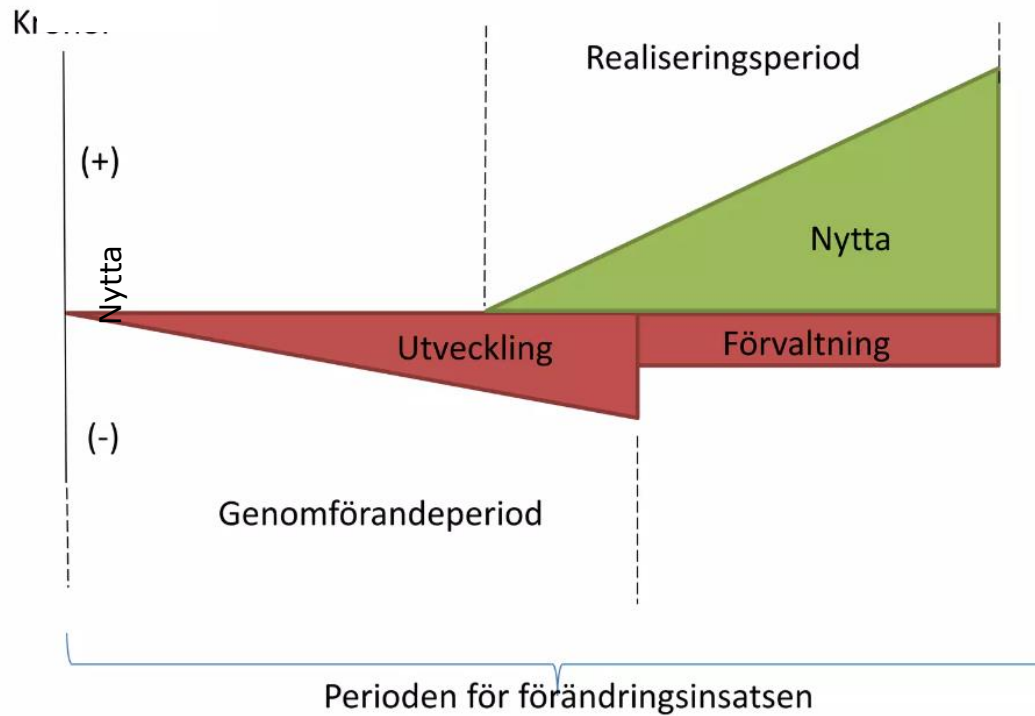 Realiseringsperiod
(+)
Nytta
Nytta
Utveckling
Förvaltning
(-)
Genomförandeperiod
Perioden för förändringsinsatsen